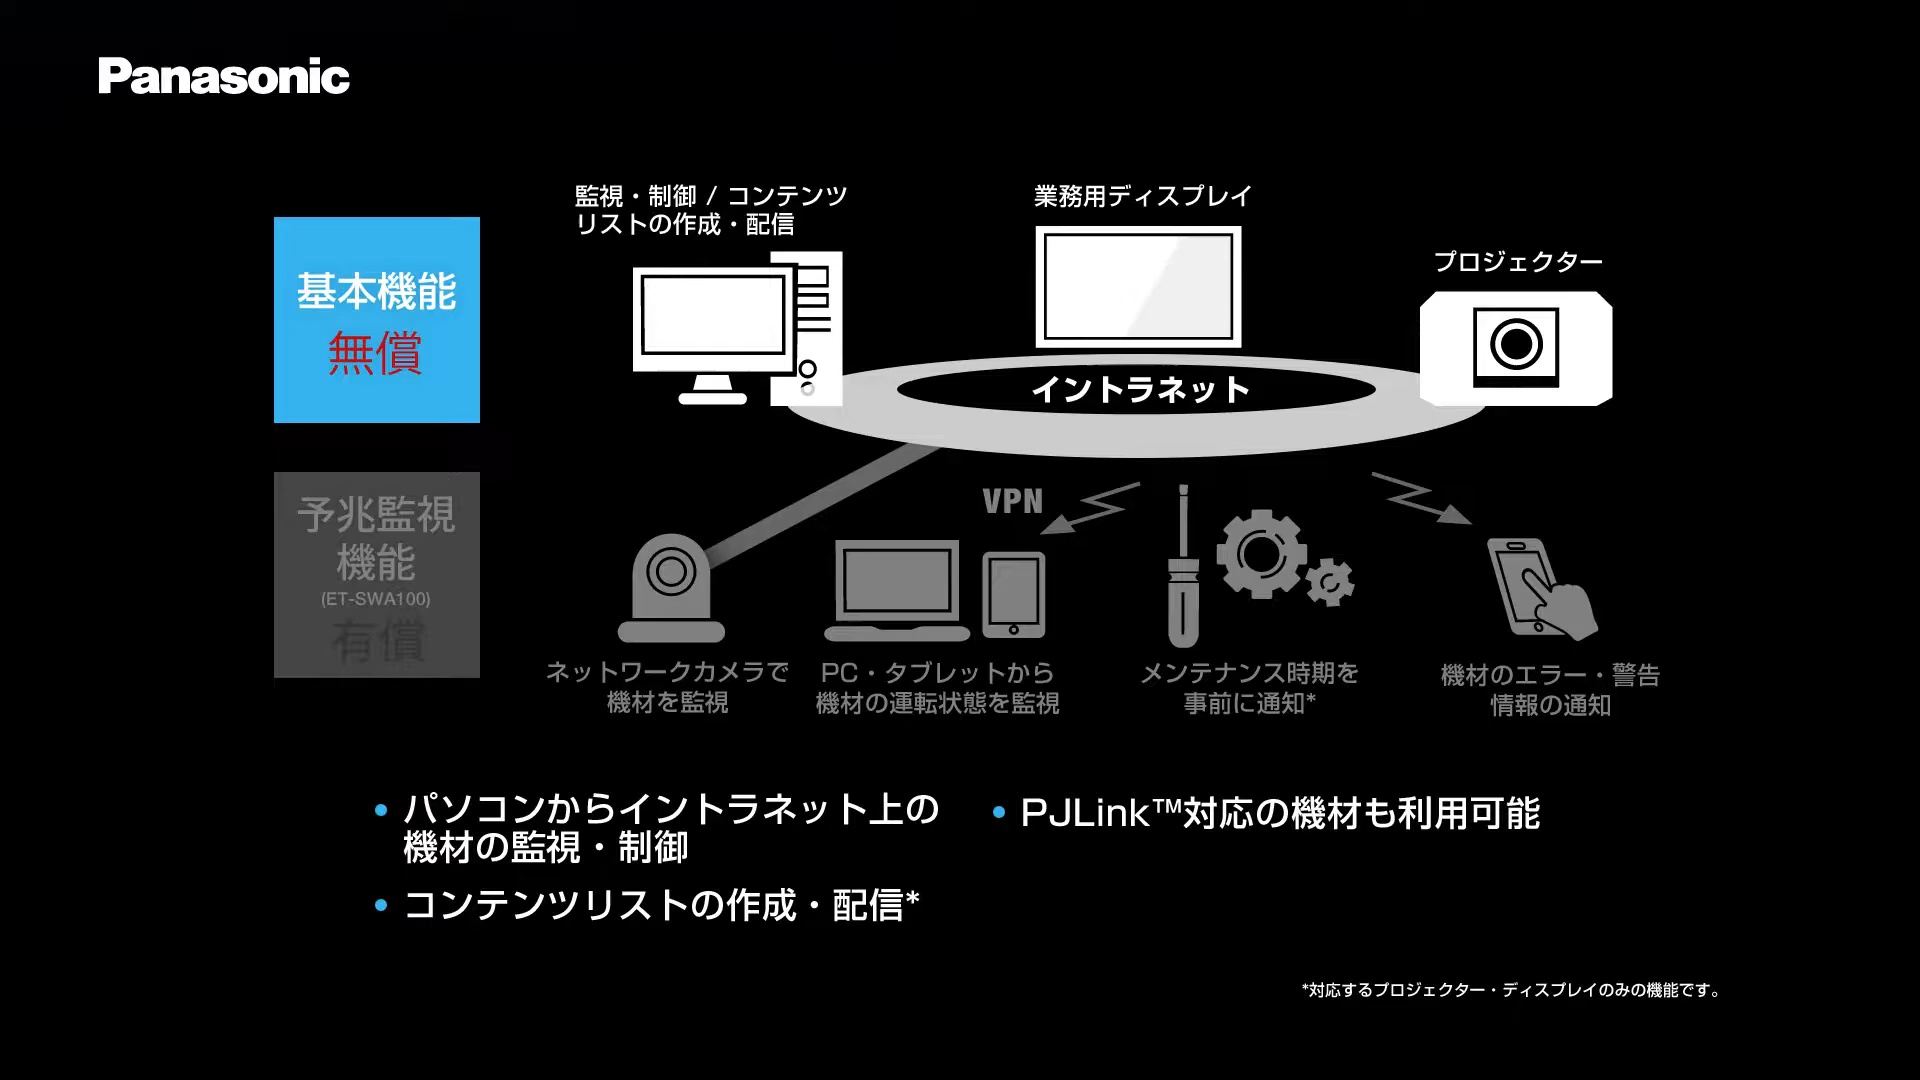 Panasonic
監視・制御 / コンテンツ
リストの作成・配信
業務用ディスプレイ
プロジェクター
基本機能
無償
イントラネット
予兆監視
機能
(ET-SWA100)
有償
VPN
ネットワークカメラで
機材を監視
PC・タブレットから
機材の運転状態を監視
メンテナンス時期を
事前に通知*
機材のエラー・警告
情報の通知
• パソコンからイントラネット上の
機材の監視・制御
• コンテンツリストの作成・配信*
• PJLink™対応の機材も利用可能
*対応するプロジェクター・ディスプレイのみの機能です。